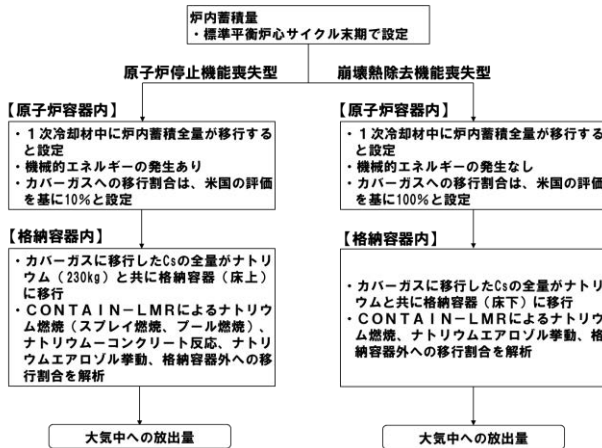 炉内蓄積量
・標準平衡炉心サイクル末期で設定
原子炉停止機能喪失型
崩壊熱除去機能喪失型
【原子炉容器内】
・１次冷却材中に炉内蓄積全量が移行する
と設定
・機械的エネルギーの発生あり
・カバーガスへの移行割合は、米国の評価
を基に10％と設定
【格納容器内】
・カバーガスに移行したCsの全量がナトリ
ウム（230kg）と共に格納容器（床上）
に移行
・ＣＯＮＴＡＩＮ－ＬＭＲによるナトリウム
燃焼（スプレイ燃焼、プール燃焼）、
ナトリウムーコンクリート反応、ナトリ
ウムエアロゾル挙動、格納容器外への移
行割合を解析
大気中への放出量
【原子炉容器内】
・１次冷却材中に炉内蓄積全量が移行する
と設定
・機械的エネルギーの発生なし
・カバーガスへの移行割合は、米国の評価
を基に100％と設定
【格納容器内】
・カバーガスに移行したCsの全量がナトリ
ウムと共に格納容器（床下）に移行
・ＣＯＮＴＡＩＮ－ＬＭＲによるナトリウ
ム燃焼、ナトリウムエアロゾル挙動、格
納容器外への移行割合を解析
大気中への放出量